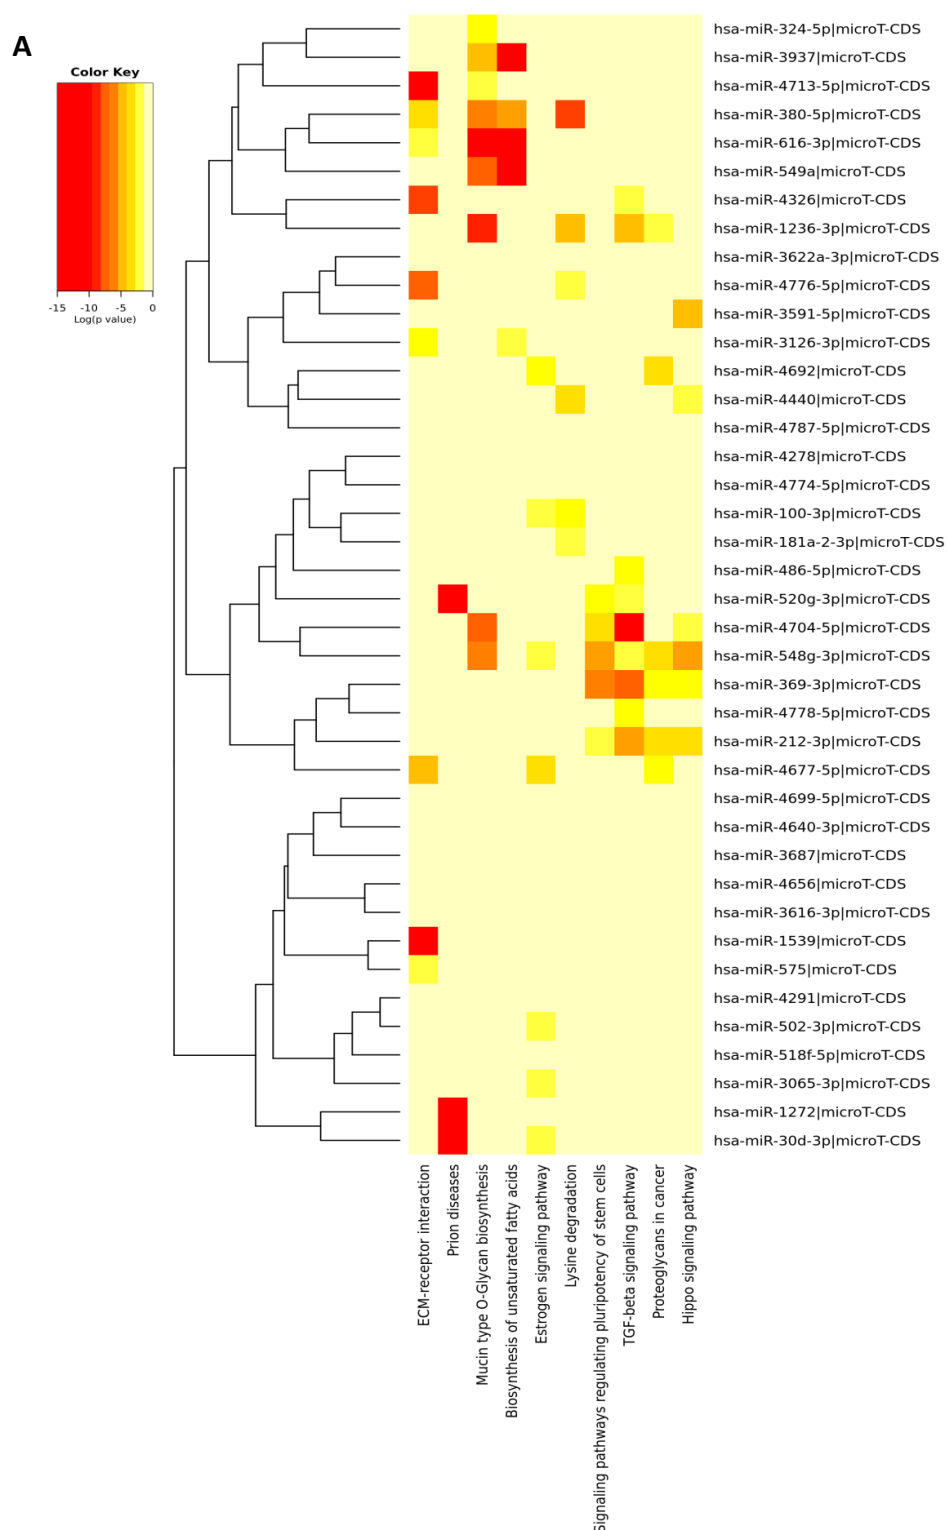 A
Color Key
-15 -10 -5 0
Log(p value)
hsa-miR-324-5p|microT-CDS
hsa-miR-3937|microT-CDS
hsa-miR-4713-5p|microT-CDS
hsa-miR-380-5p|microT-CDS
hsa-miR-616-3p|microT-CDS
hsa-miR-549a|microT-CDS
hsa-miR-4326|microT-CDS
hsa-miR-1236-3p|microT-CDS
hsa-miR-3622a-3p|microT-CDS
hsa-miR-4776-5p|microT-CDS
hsa-miR-3591-5p|microT-CDS
hsa-miR-3126-3p|microT-CDS
hsa-miR-4692|microT-CDS
hsa-miR-4440|microT-CDS
hsa-miR-4787-5p|microT-CDS
hsa-miR-4278|microT-CDS
hsa-miR-4774-5p|microT-CDS
hsa-miR-100-3p|microT-CDS
hsa-miR-181a-2-3p|microT-CDS
hsa-miR-486-5p|microT-CDS
hsa-miR-520g-3p|microT-CDS
hsa-miR-4704-5p|microT-CDS
hsa-miR-548g-3p|microT-CDS
hsa-miR-369-3p|microT-CDS
hsa-miR-4778-5p|microT-CDS
hsa-miR-212-3p|microT-CDS
hsa-miR-4677-5p|microT-CDS
hsa-miR-4699-5p|microT-CDS
hsa-miR-4640-3p|microT-CDS
hsa-miR-3687|microT-CDS
hsa-miR-4656|microT-CDS
hsa-miR-3616-3p|microT-CDS
hsa-miR-1539|microT-CDS
hsa-miR-575|microT-CDS
hsa-miR-4291|microT-CDS
hsa-miR-502-3p|microT-CDS
hsa-miR-518f-5p|microT-CDS
hsa-miR-3065-3p|microT-CDS
hsa-miR-1272|microT-CDS
hsa-miR-30d-3p|microT-CDS
ECM-receptor interaction
Prion diseases
Mucin type O-Glycan biosynthesis
Biosynthesis of unsaturated fatty acids
Estrogen signaling pathway
Lysine degradation
Signaling pathways regulating pluripotency of stem cells
TGF-beta signaling pathway
Proteoglycans in cancer
Hippo signaling pathway